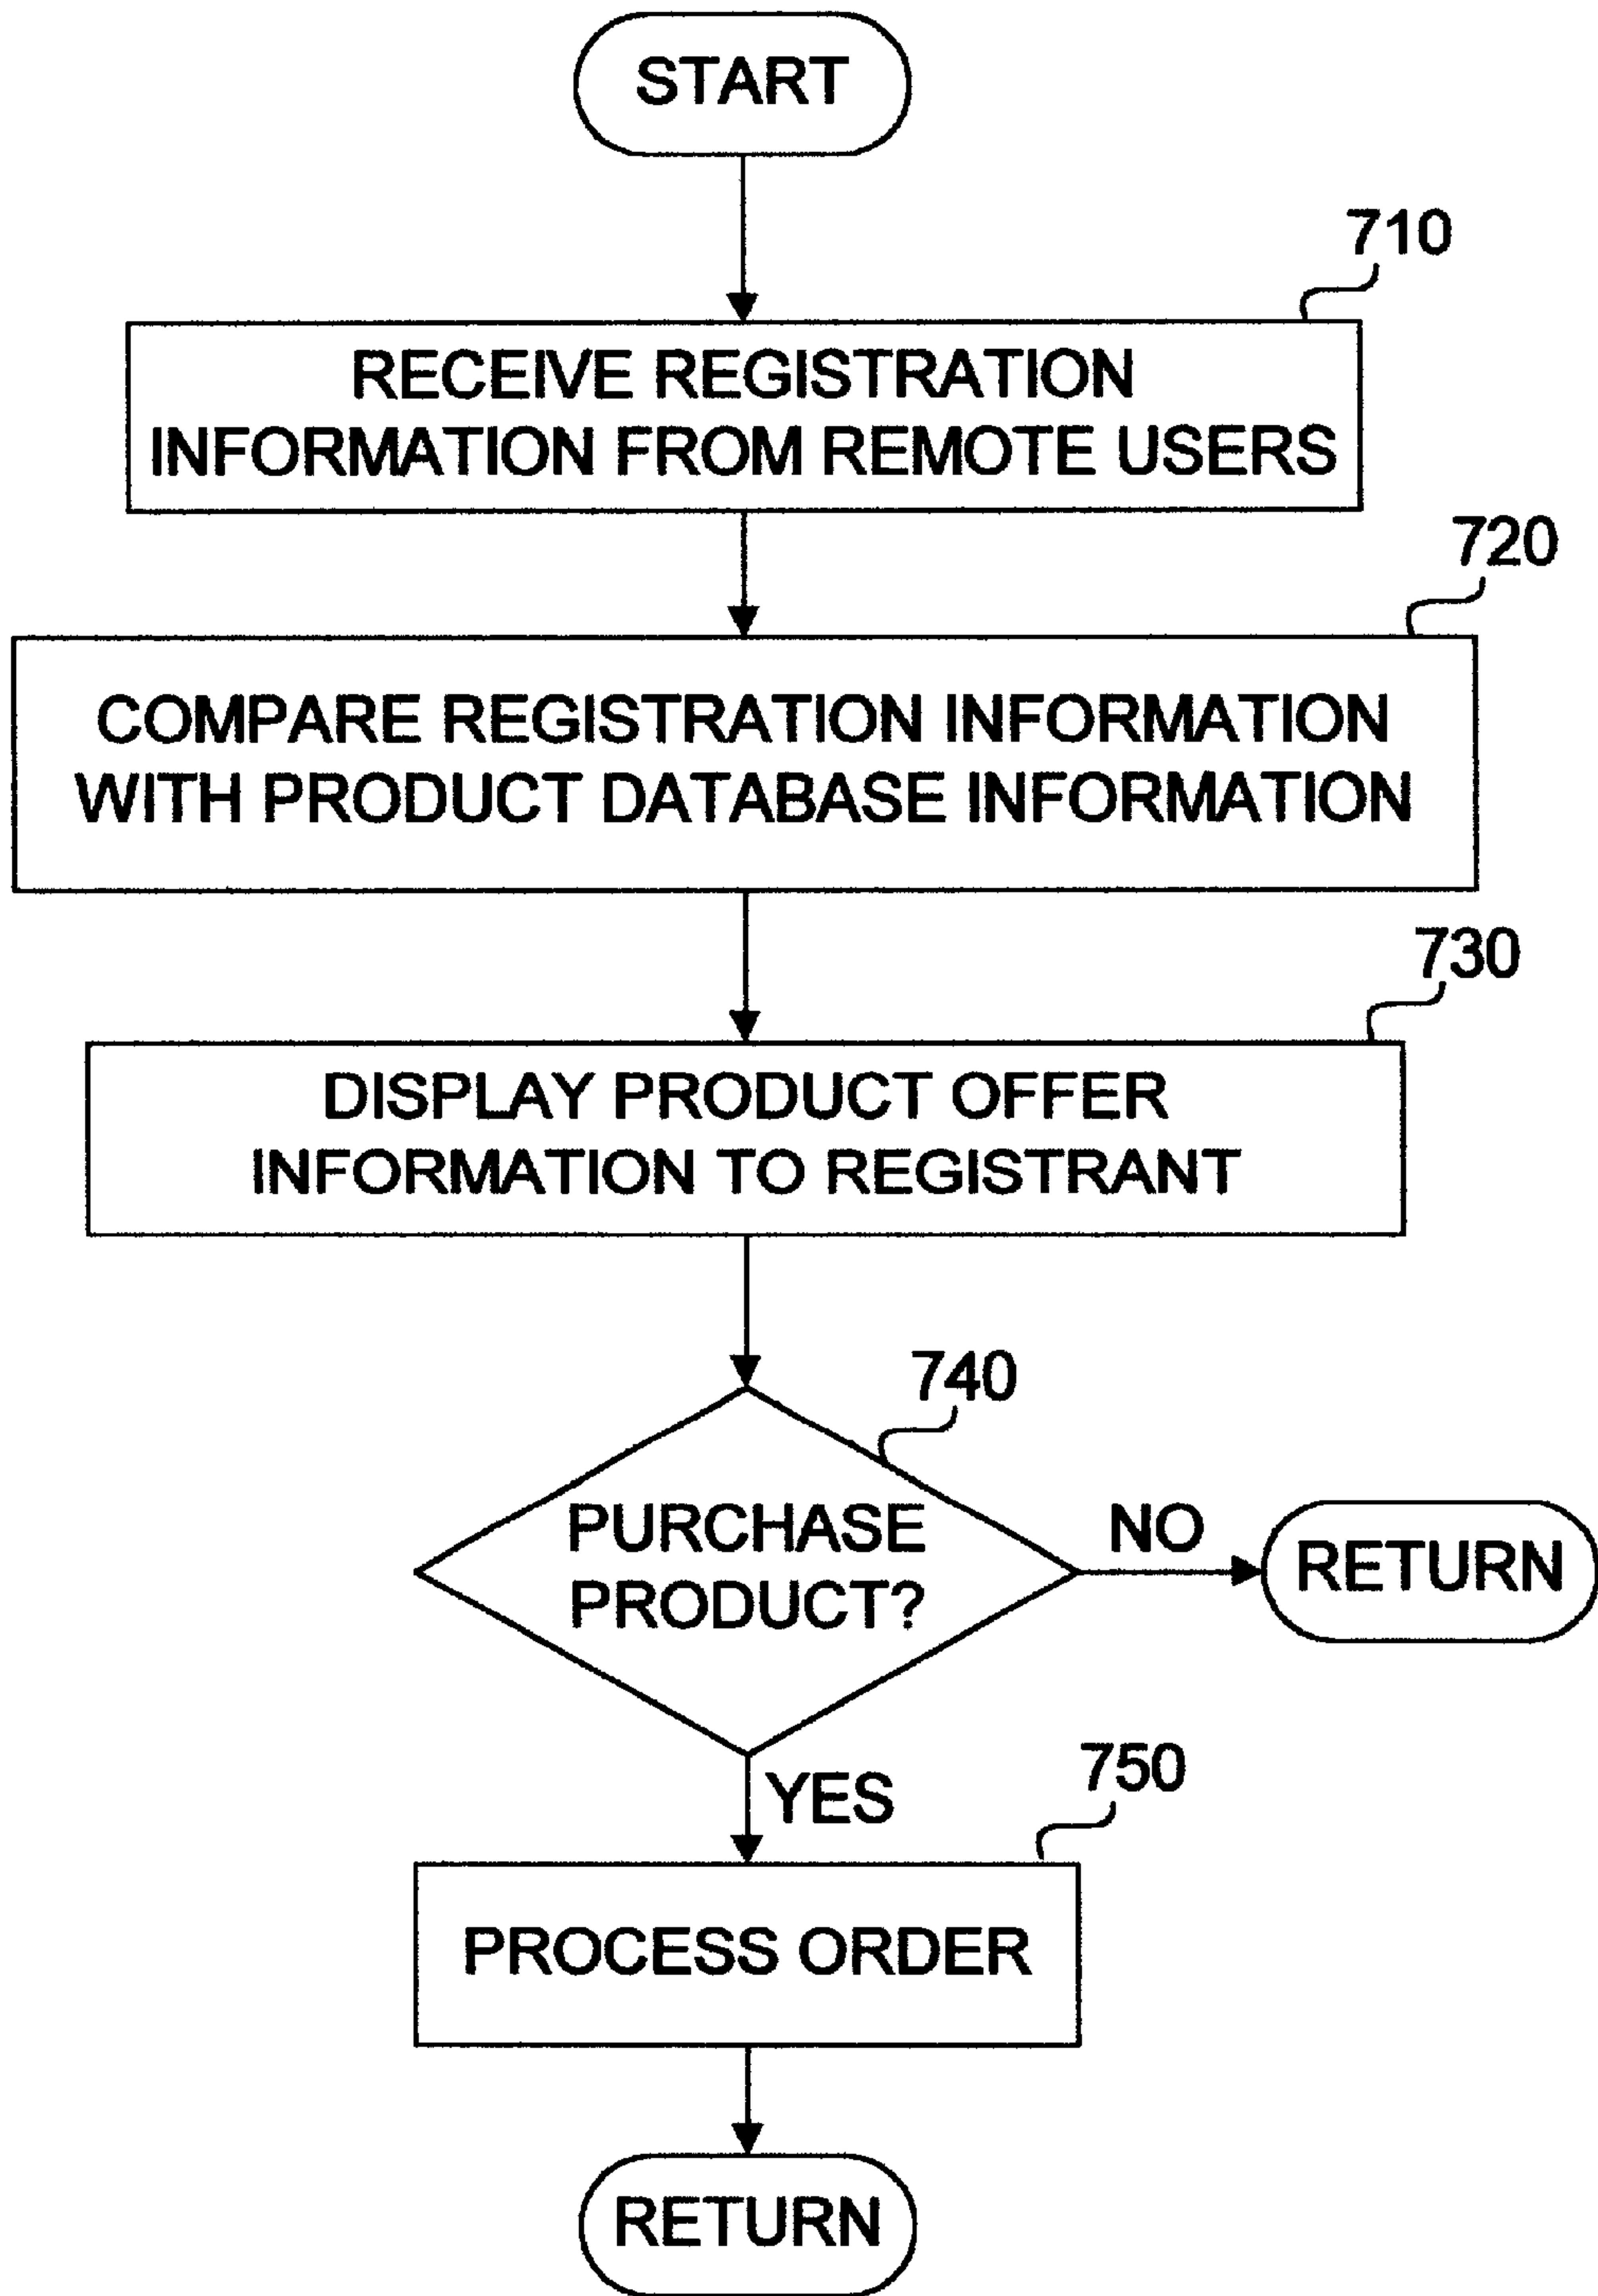 START
710
RECEIVE REGISTRATION
INFORMATION FROM REMOTE USERS
720
COMPARE REGISTRATION INFORMATION
WITH PRODUCT DATABASE INFORMATION
730
DISPLAY PRODUCT OFFER
INFORMATION TO REGISTRANT
740
PURCHASE
PRODUCT?
NO
RETURN
YES
750
PROCESS ORDER
RETURN